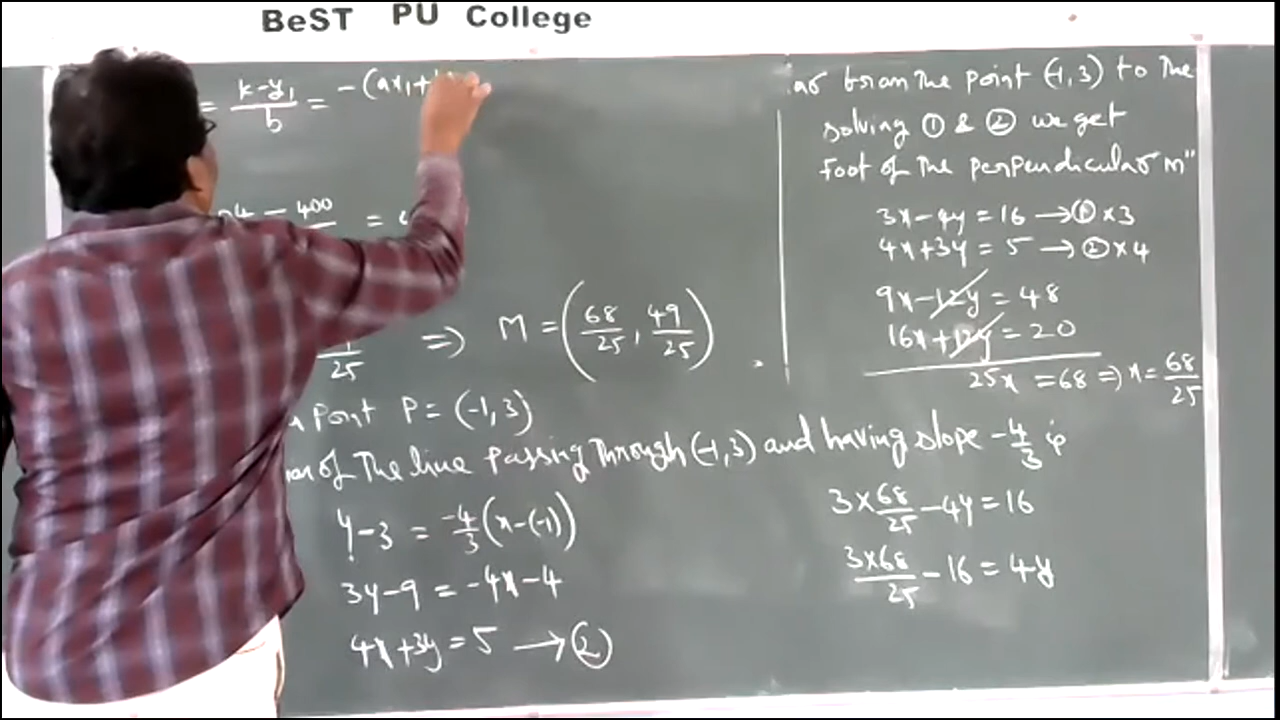 BeST PU College
= k-y₁/b = -(ax₁+
4 - 400
=
1/25 => M = (68/25, 49/25).
Point P = (-1, 3)
of The line passing Through (-1, 3) and having slope -4/3 is
y-3 = -4/3(x-(-1))
3y-9 = -4x-4
4x+3y = 5 → ②
ar from the point (-1, 3) to The
solving ① & ② we get
Foot of The perpendicular M"
3x-4y = 16 → ① ×3
4x+3y = 5 → ② ×4
9x-12y = 48
16x+12y = 20
25x = 68 => x = 68/25
3×68/25 - 4y = 16
3×68/25 - 16 = 4y